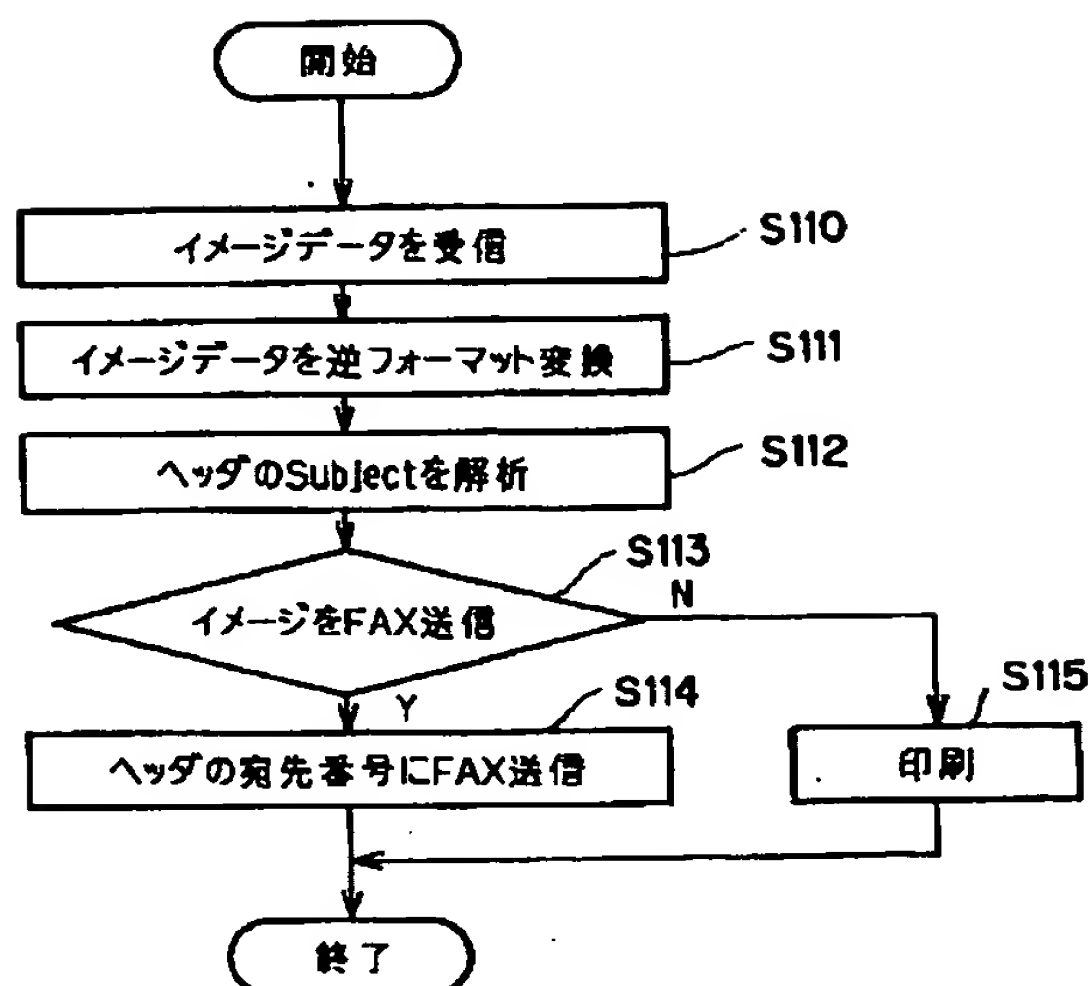 開始
イメージデータを受信
S110
イメージデータを逆フォーマット変換
S111
ヘッダのSubjectを解析
S112
S113
イメージをFAX送信
N
Y
S114
S115
ヘッダの宛先番号にFAX送信
印刷
終了